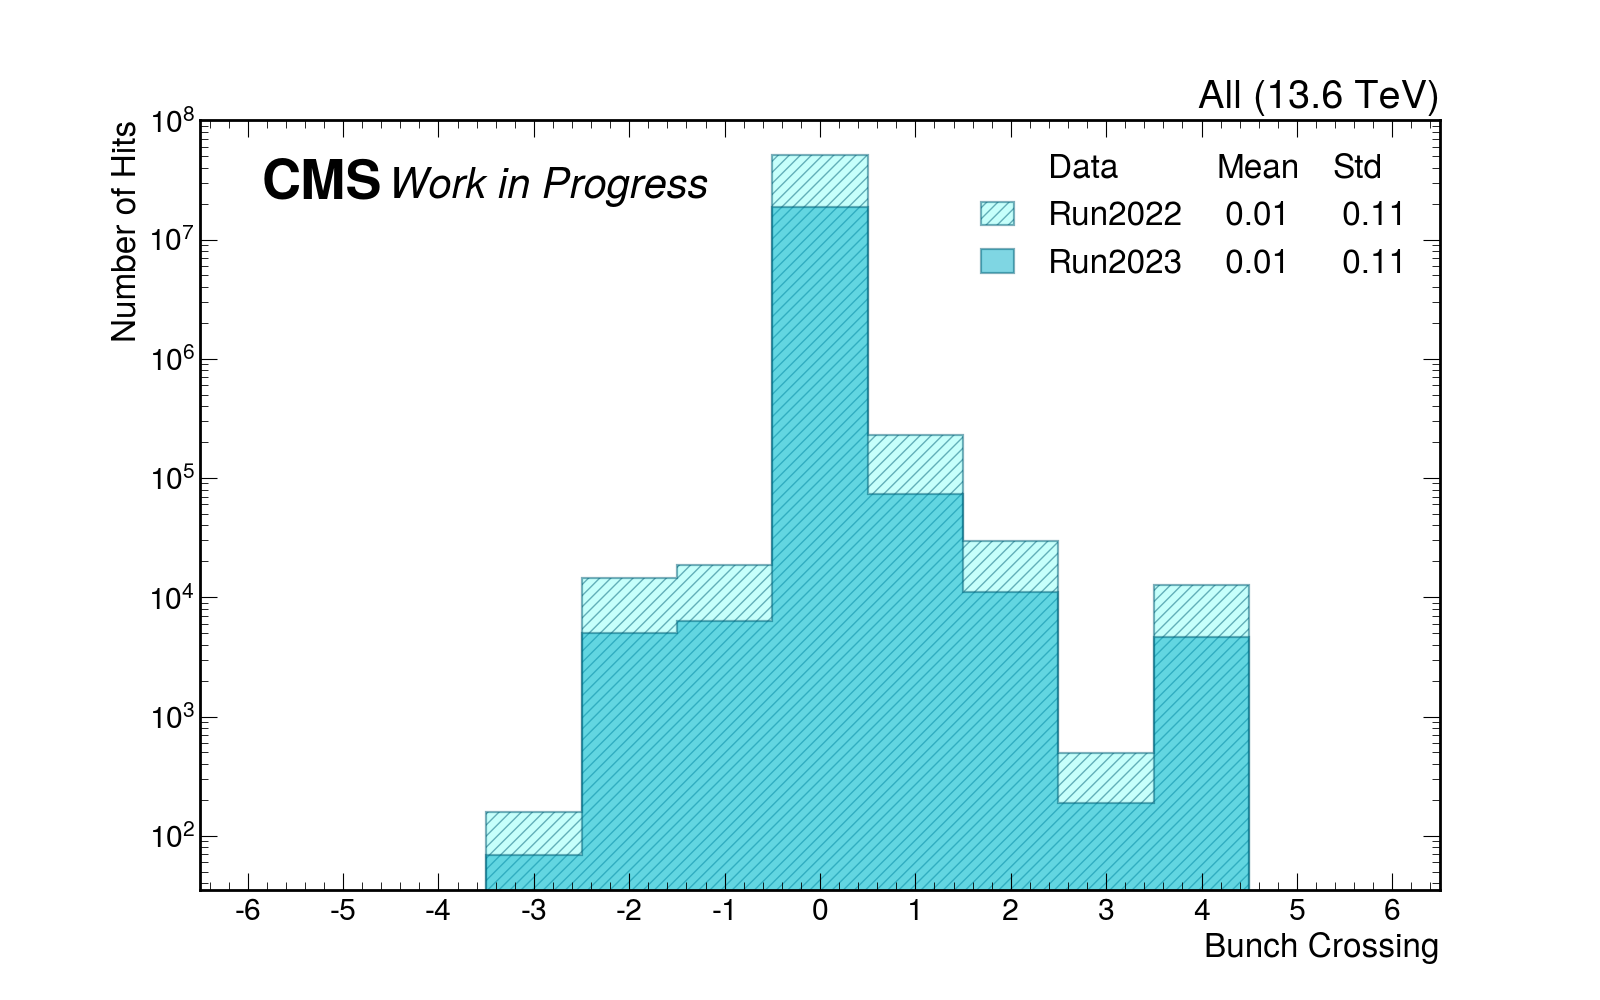 All (13.6 TeV)
Number of Hits
10^8
10^7
10^6
10^5
10^4
10^3
10^2
CMS Work in Progress
Data Mean Std
Run2022 0.01 0.11
Run2023 0.01 0.11
-6 -5 -4 -3 -2 -1 0 1 2 3 4 5 6
Bunch Crossing